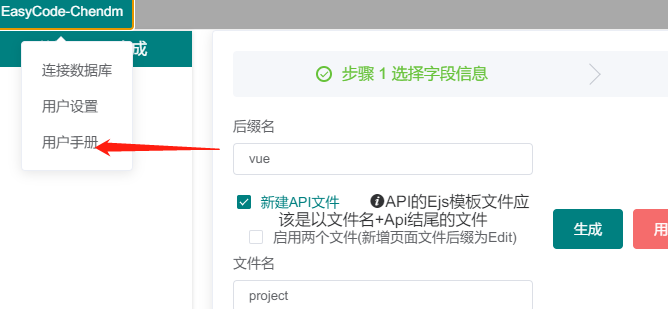 EasyCode-Chendm
成
连接数据库
用户设置
用户手册
步骤 1 选择字段信息
后缀名
vue
新建API文件
API的Ejs模板文件应
该是以文件名+Api结尾的文件
启用两个文件(新增页面文件后缀为Edit)
生成
用
文件名
project